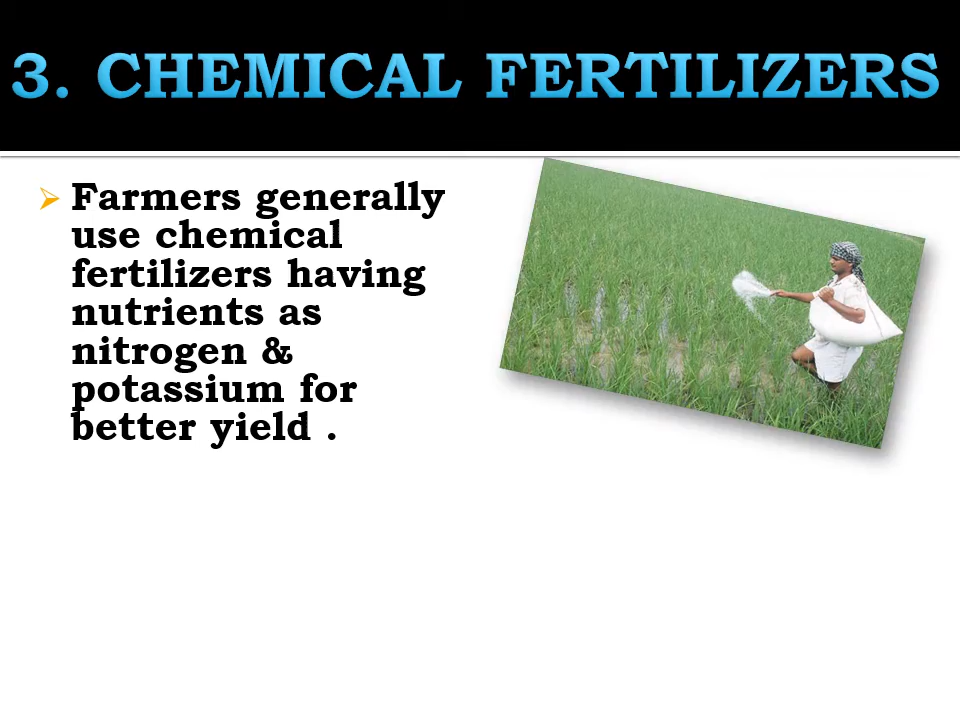 3. CHEMICAL FERTILIZERS
Farmers generally
use chemical
fertilizers having
nutrients as
nitrogen &
potassium for
better yield .